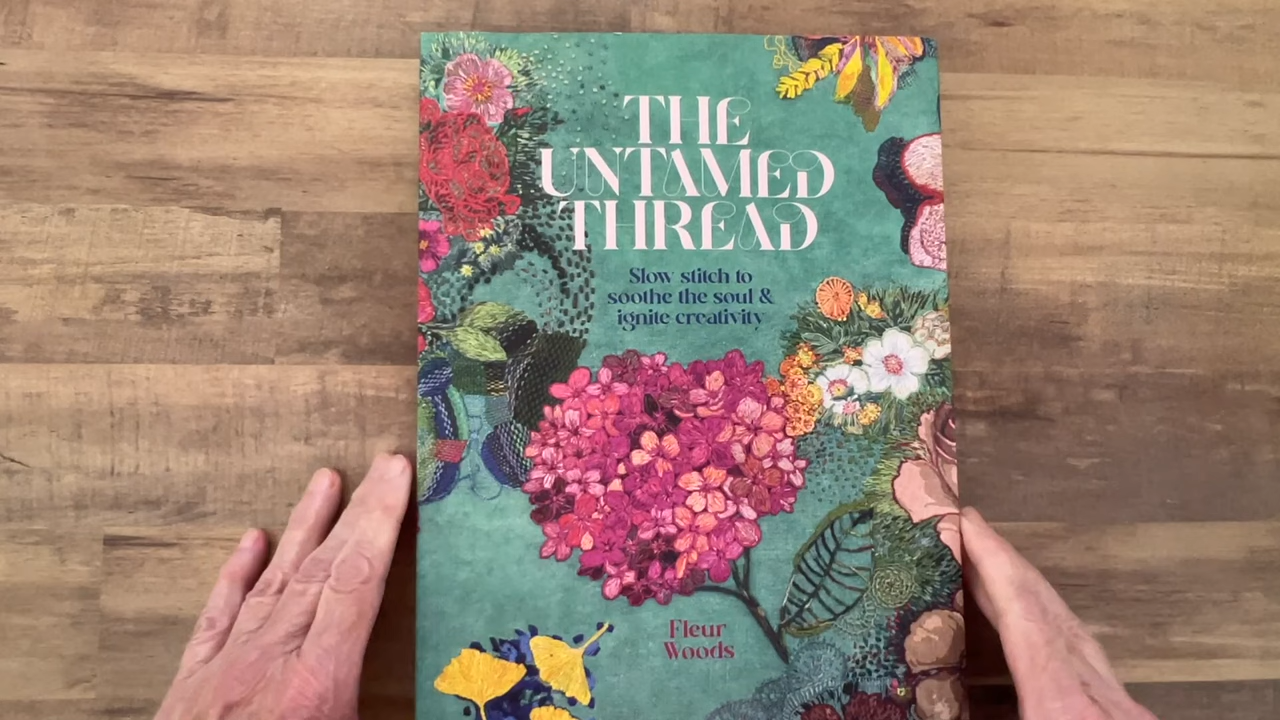 THE
UNTAMED
THREAD
Slow stitch to
soothe the soul &
ignite creativity
Fleur
Woods